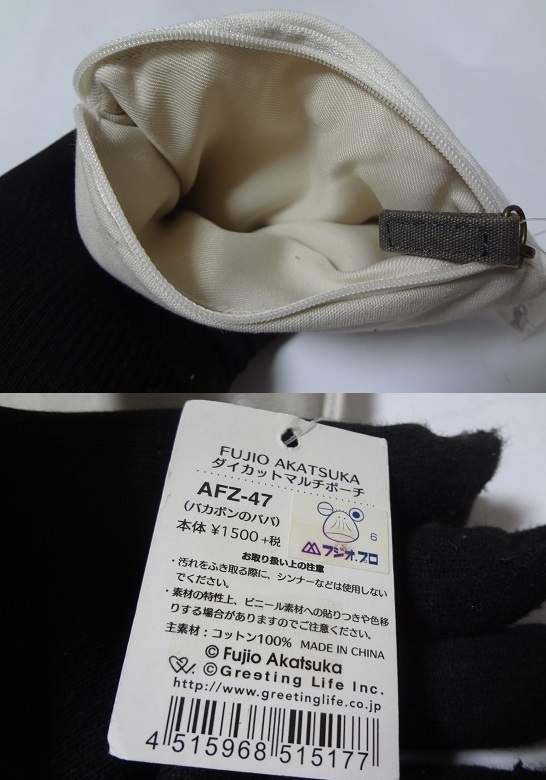 FUJIO AKATSUKA
ダイカットマルチポーチ
AFZ-47
(バカボンのパパ)
本体 ¥1500+税
6
フジオ・プロ
お取り扱い上の注意
・汚れをふき取る際に、シンナーなどは使用しない
でください。
・素材の特性上、ビニール素材への貼りつきや色移
りする場合がありますのでご注意ください。
主素材：コットン100% MADE IN CHINA
© Fujio Akatsuka
©Greeting Life Inc.
http://www.greetinglife.co.jp
4 515968 515177